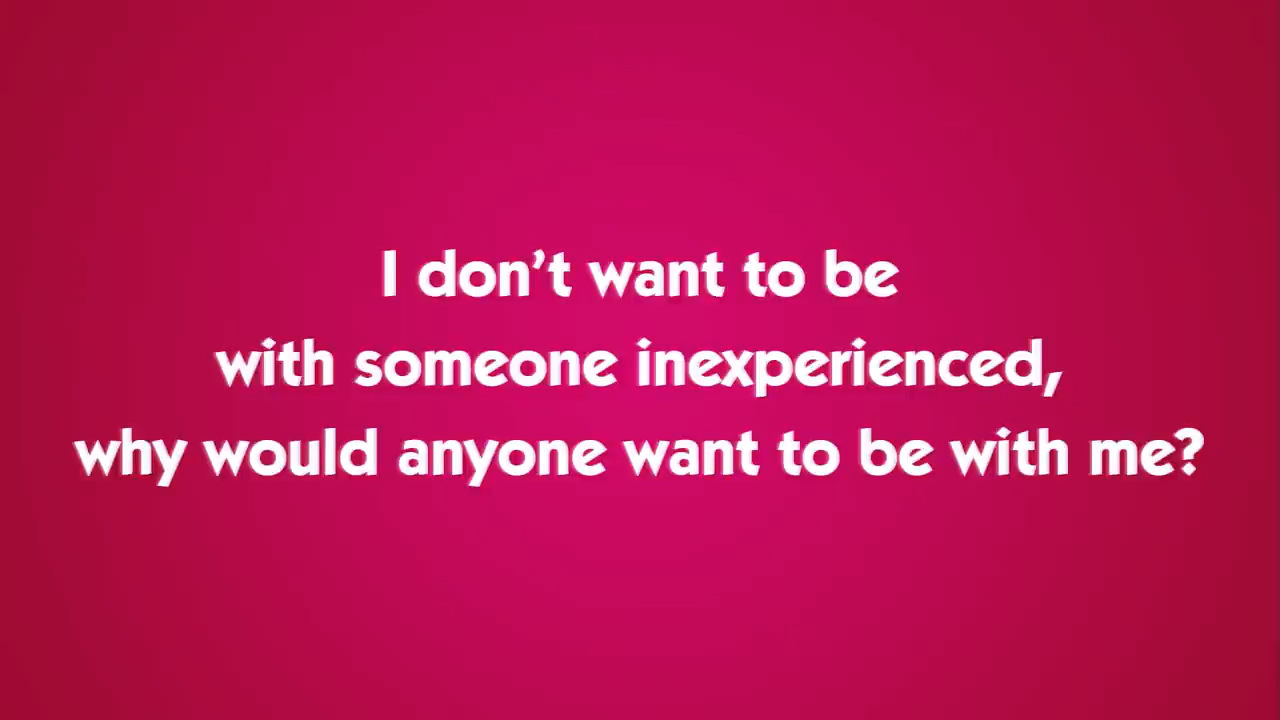 I don’t want to be
with someone inexperienced,
why would anyone want to be with me?